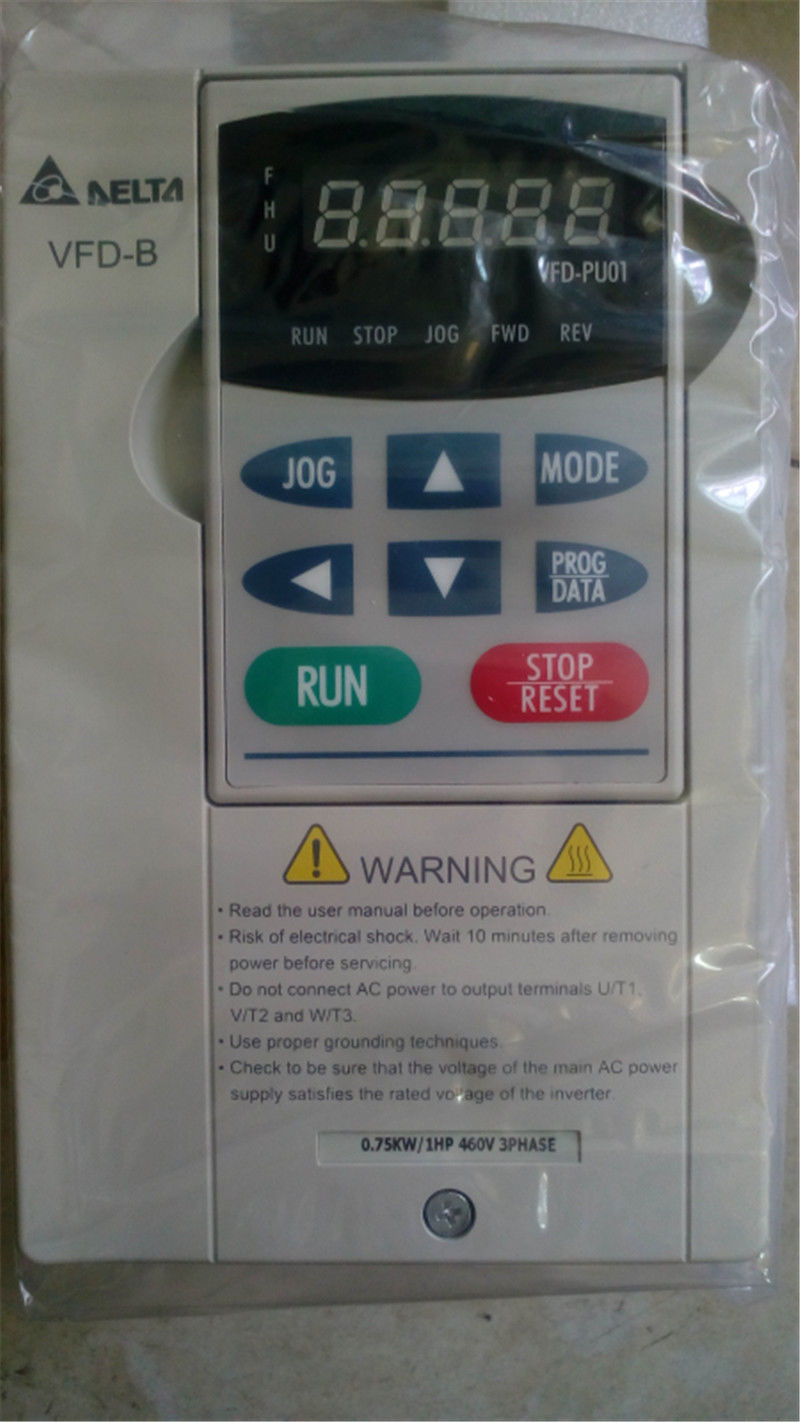 DELTA
VFD-B
F
H
U
88888
VFD-PU01
RUN STOP JOG FWD REV
JOG
MODE
PROG
DATA
RUN
STOP
RESET
WARNING
• Read the user manual before operation.
• Risk of electrical shock. Wait 10 minutes after removing
power before servicing.
• Do not connect AC power to output terminals U/T1,
V/T2 and W/T3.
• Use proper grounding techniques.
• Check to be sure that the voltage of the main AC power
supply satisfies the rated voltage of the inverter.
0.75KW/1HP 460V 3PHASE